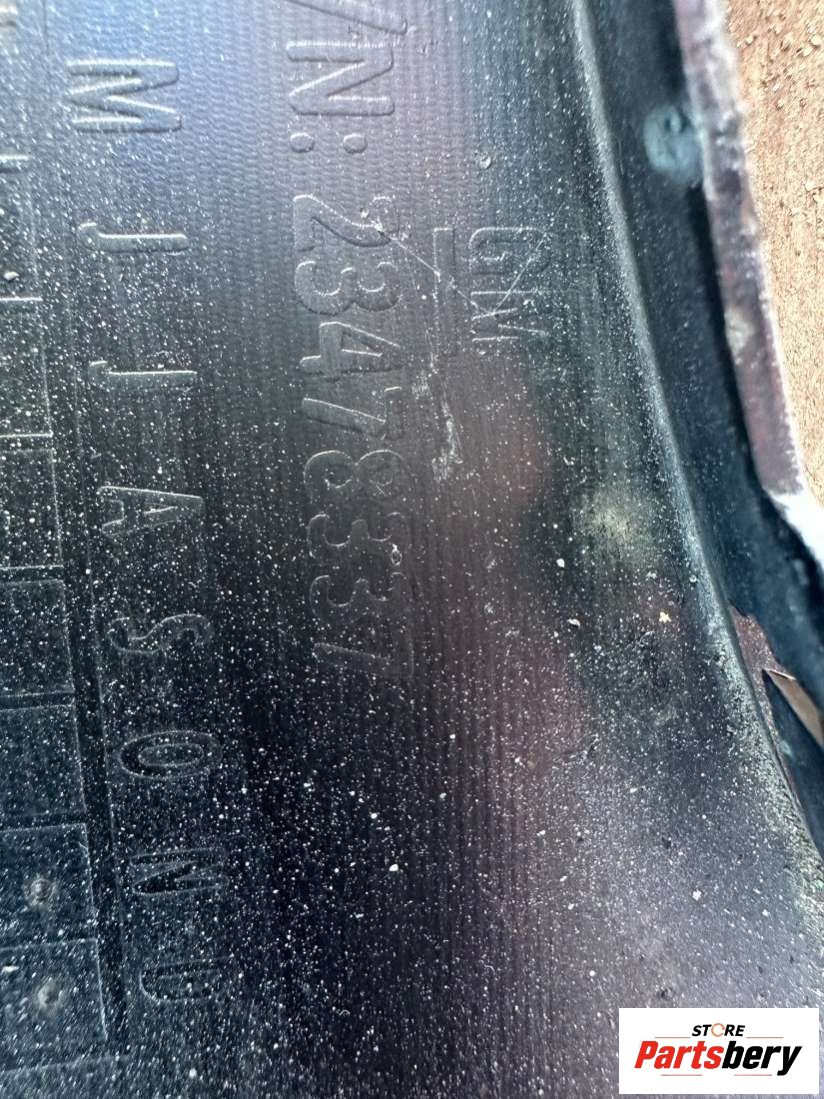 GM
/N: 23478337
M J J A S O N D
STORE
Partsbery